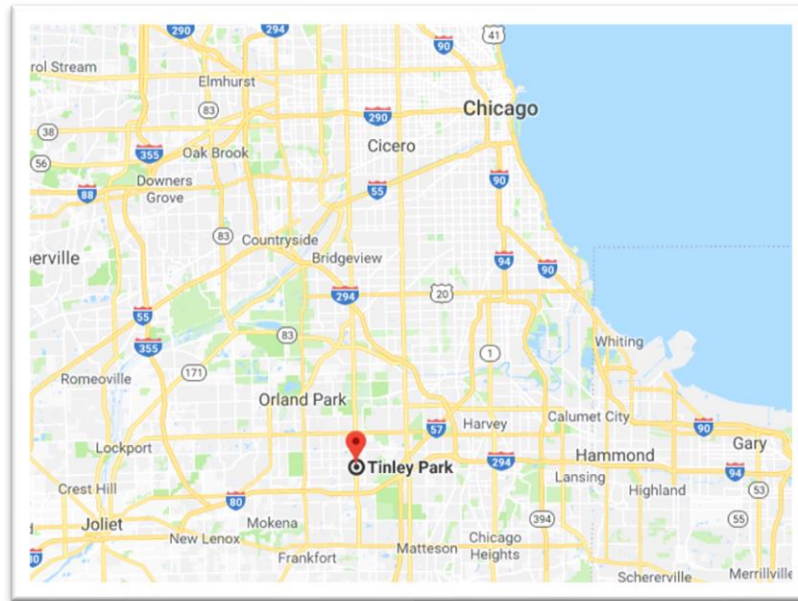 290
294
41
90
rol Stream
Elmhurst
83
Chicago
290
38
Cicero
355
Oak Brook
56
Downers
Grove
88
55
90
83
Countryside
erville
Bridgeview
94
90
294
20
55
355
83
Whiting
1
Romeoville
171
Orland Park
Calumet City
57
Harvey
90
Gary
Lockport
Hammond
Tinley Park
294
94
Lansing
Crest Hill
Highland
53
80
Joliet
Mokena
394
55
New Lenox
Chicago
Heights
Matteson
Frankfort
80
Schererville
Merrillville